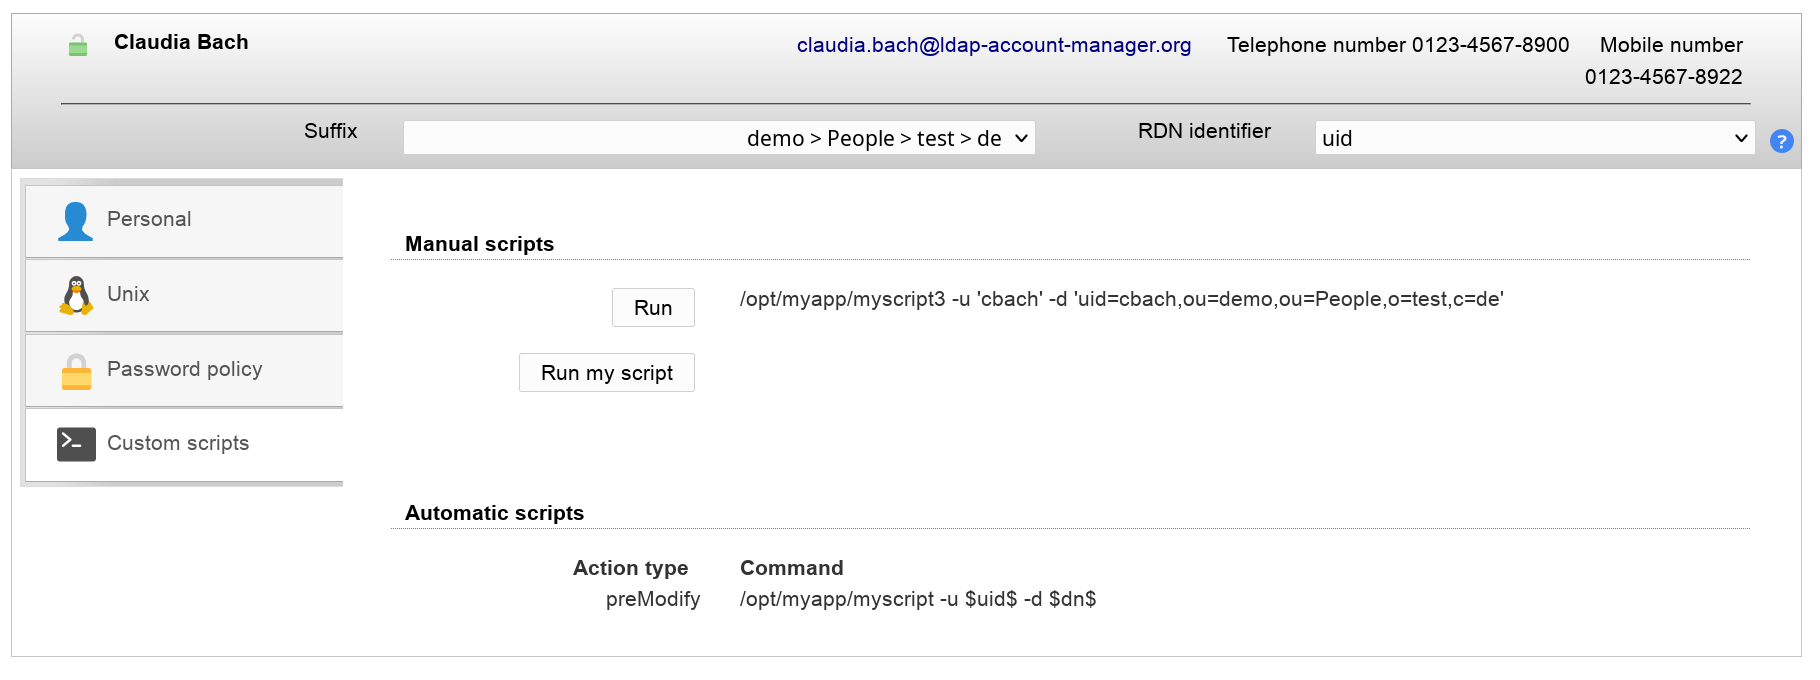 Claudia Bach
claudia.bach@ldap-account-manager.org Telephone number 0123-4567-8900 Mobile number
0123-4567-8922
Suffix demo > People > test > de RDN identifier uid ?
Personal
Unix
Password policy
Custom scripts
Manual scripts
Run /opt/myapp/myscript3 -u 'cbach' -d 'uid=cbach,ou=demo,ou=People,o=test,c=de'
Run my script
Automatic scripts
Action type Command
preModify /opt/myapp/myscript -u $uid$ -d $dn$